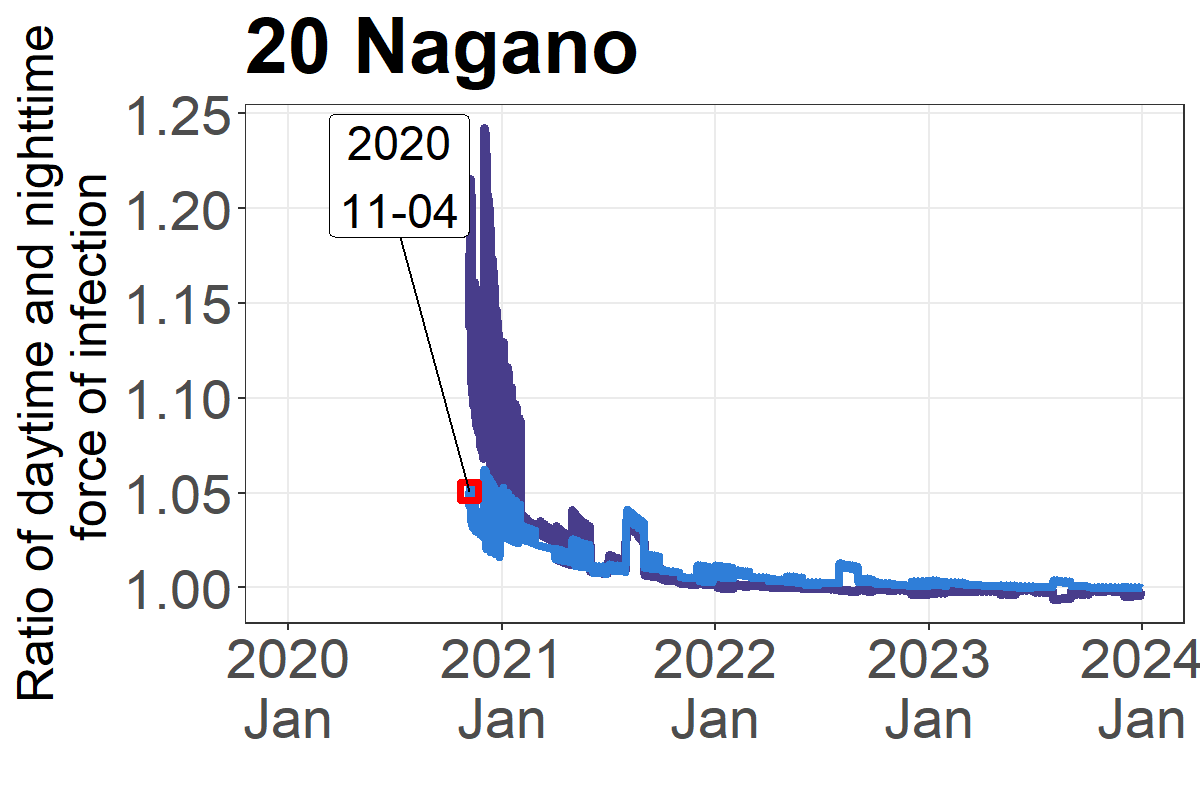 20 Nagano
Ratio of daytime and nighttime
force of infection
1.25
1.20
1.15
1.10
1.05
1.00
2020
11-04
2020
Jan
2021
Jan
2022
Jan
2023
Jan
2024
Jan